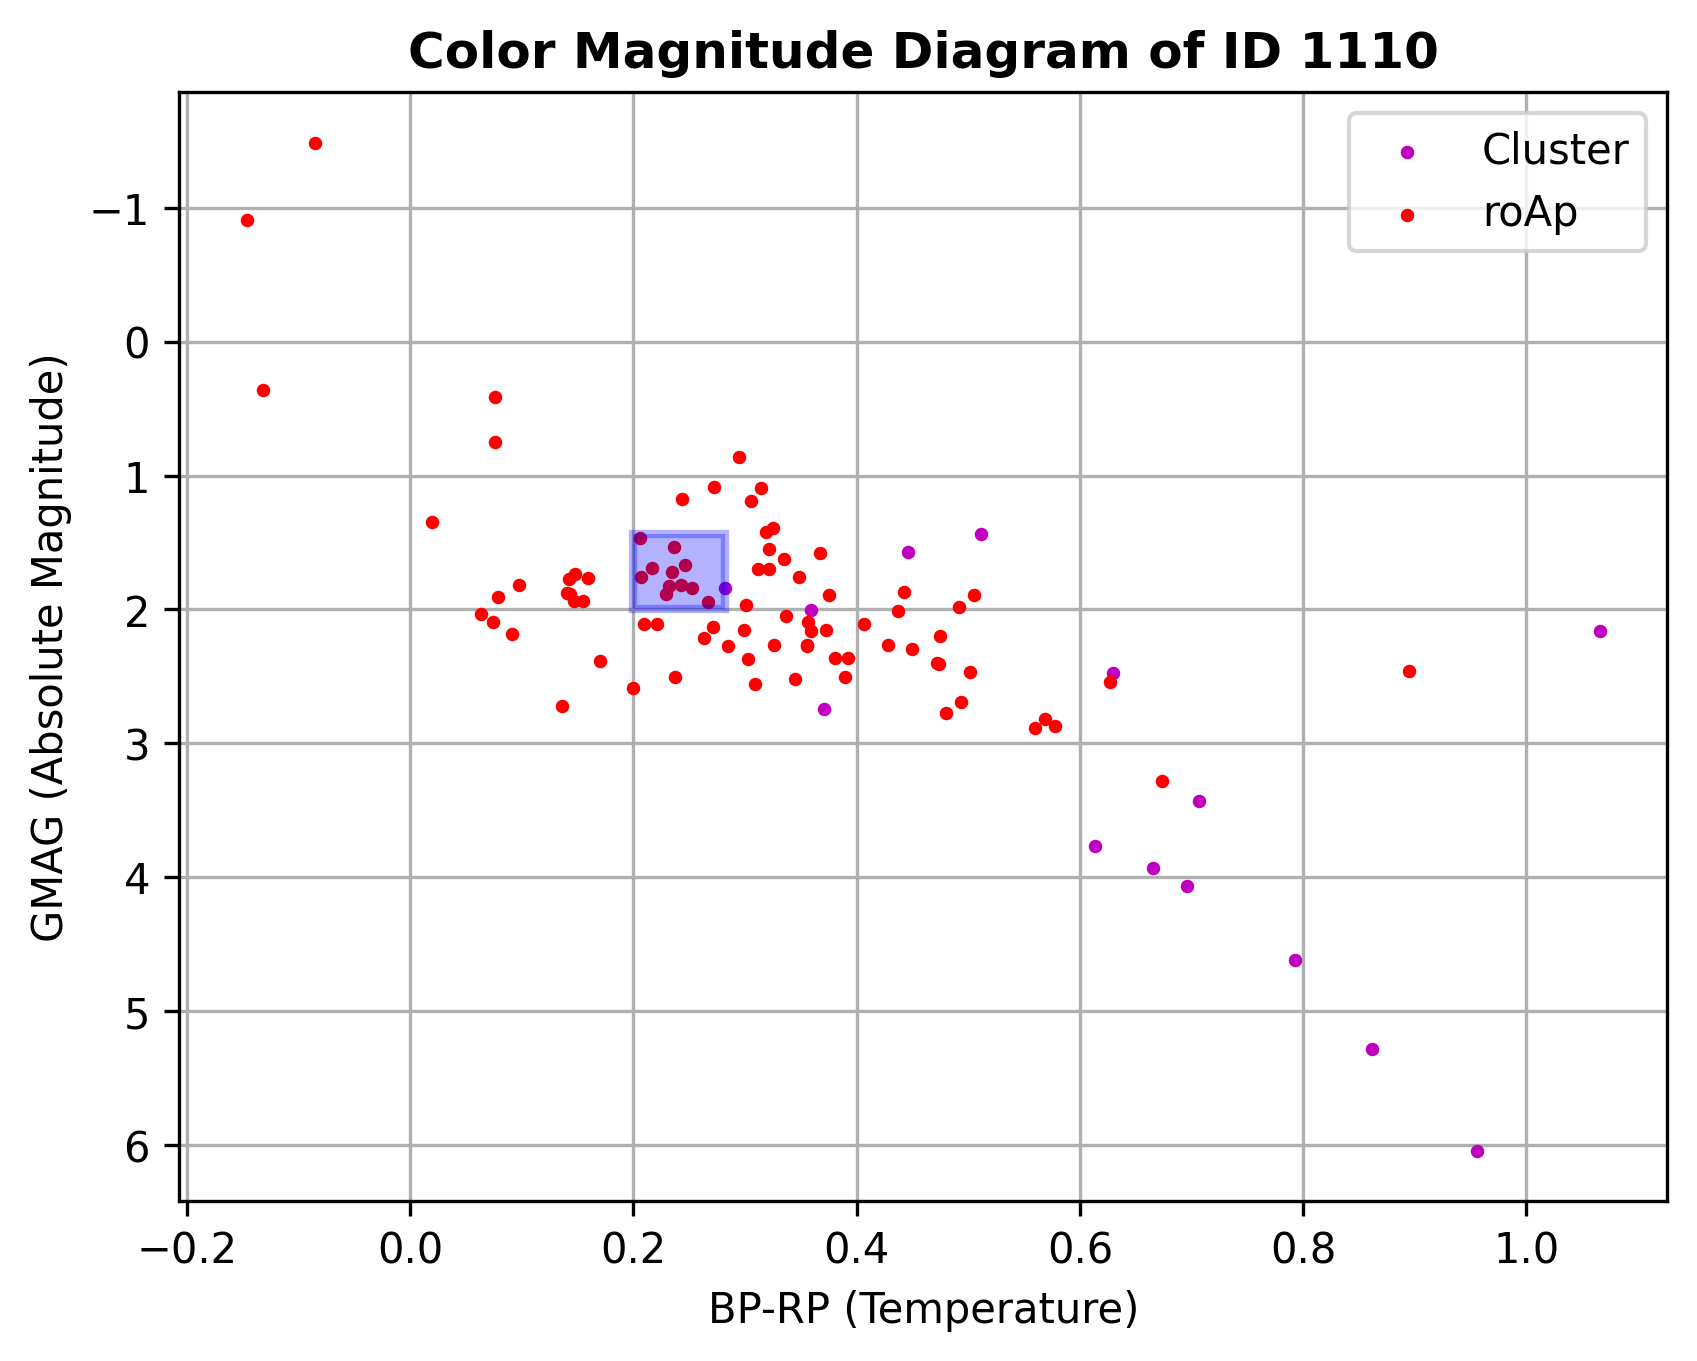 Color Magnitude Diagram of ID 1110
Cluster
roAp
−1
0
1
2
3
4
5
6
GMAG (Absolute Magnitude)
−0.2 0.0 0.2 0.4 0.6 0.8 1.0
BP-RP (Temperature)